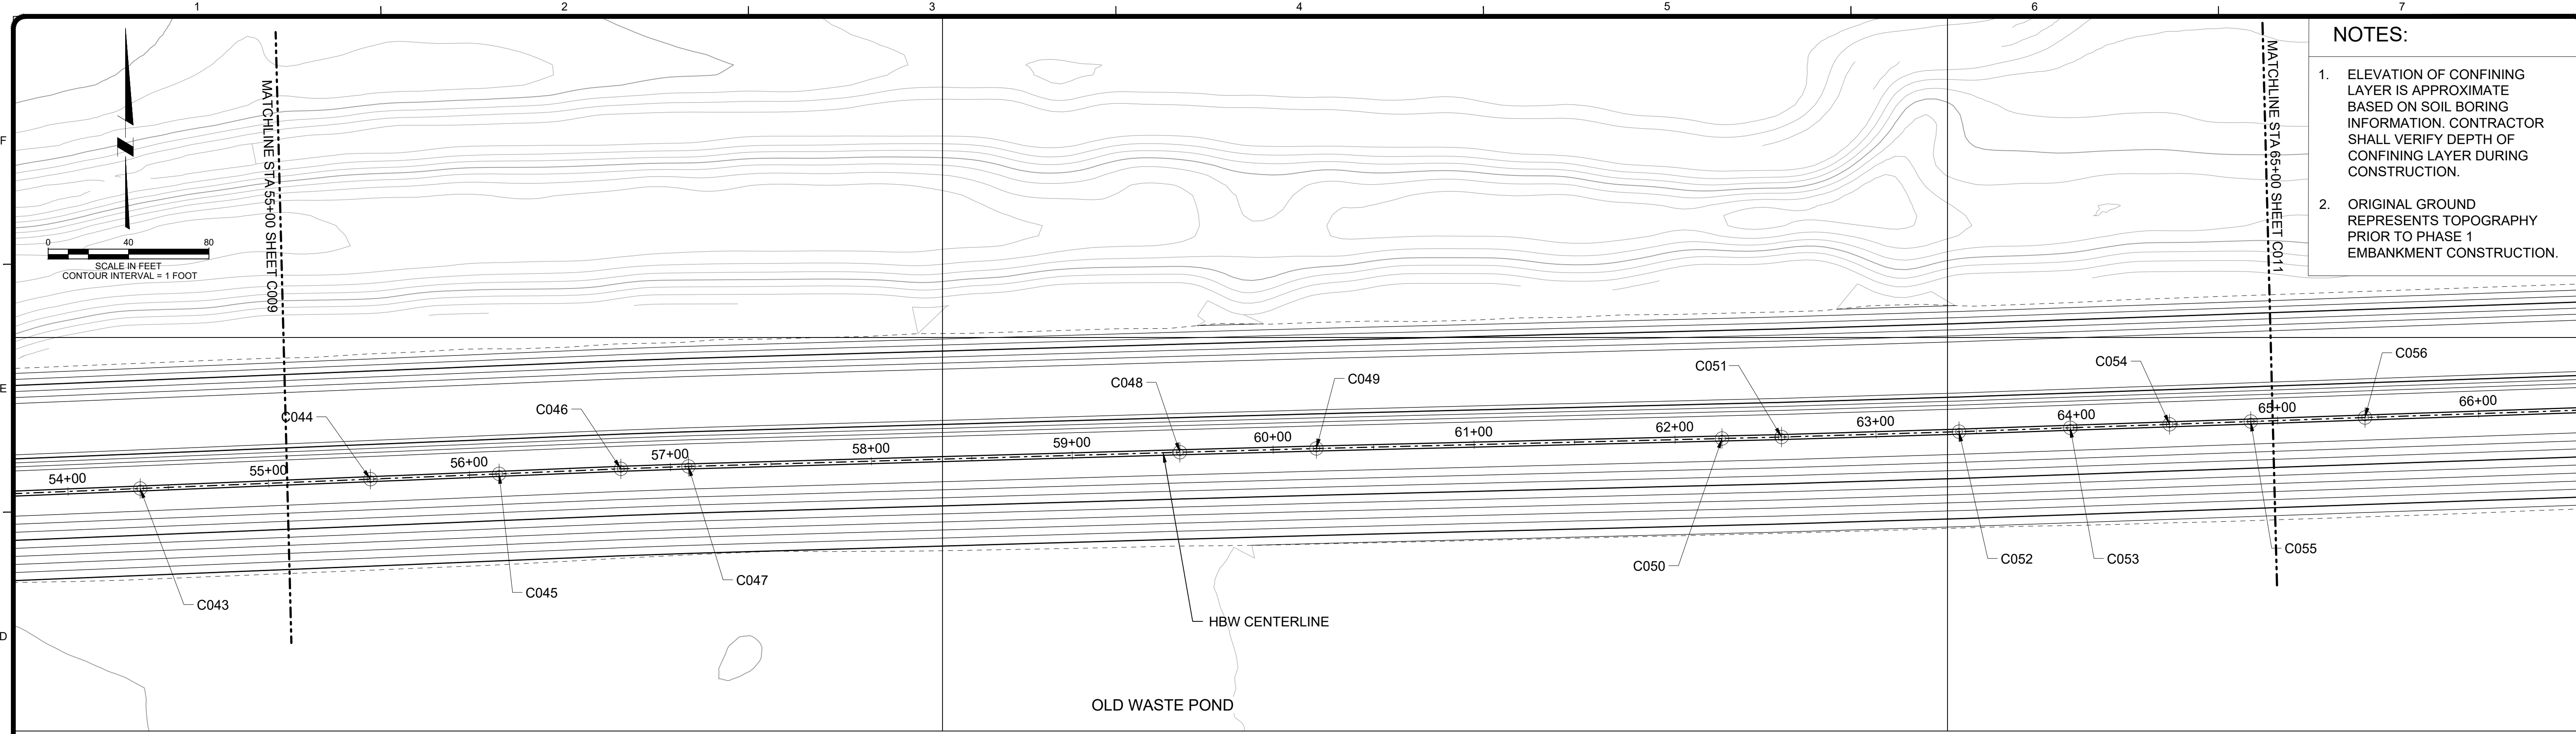 1
2
3
4
5
6
7
F
E
D
MATCHLINE STA 55+00 SHEET C009
0 40 80
SCALE IN FEET
CONTOUR INTERVAL = 1 FOOT
MATCHLINE STA 65+00 SHEET C011
NOTES:
1. ELEVATION OF CONFINING
LAYER IS APPROXIMATE
BASED ON SOIL BORING
INFORMATION. CONTRACTOR
SHALL VERIFY DEPTH OF
CONFINING LAYER DURING
CONSTRUCTION.
2. ORIGINAL GROUND
REPRESENTS TOPOGRAPHY
PRIOR TO PHASE 1
EMBANKMENT CONSTRUCTION.
C044
C046
C048
C049
C051
C054
C056
54+00
55+00
56+00
57+00
58+00
59+00
60+00
61+00
62+00
63+00
64+00
65+00
66+00
C043
C045
C047
C050
C052
C053
C055
HBW CENTERLINE
OLD WASTE POND